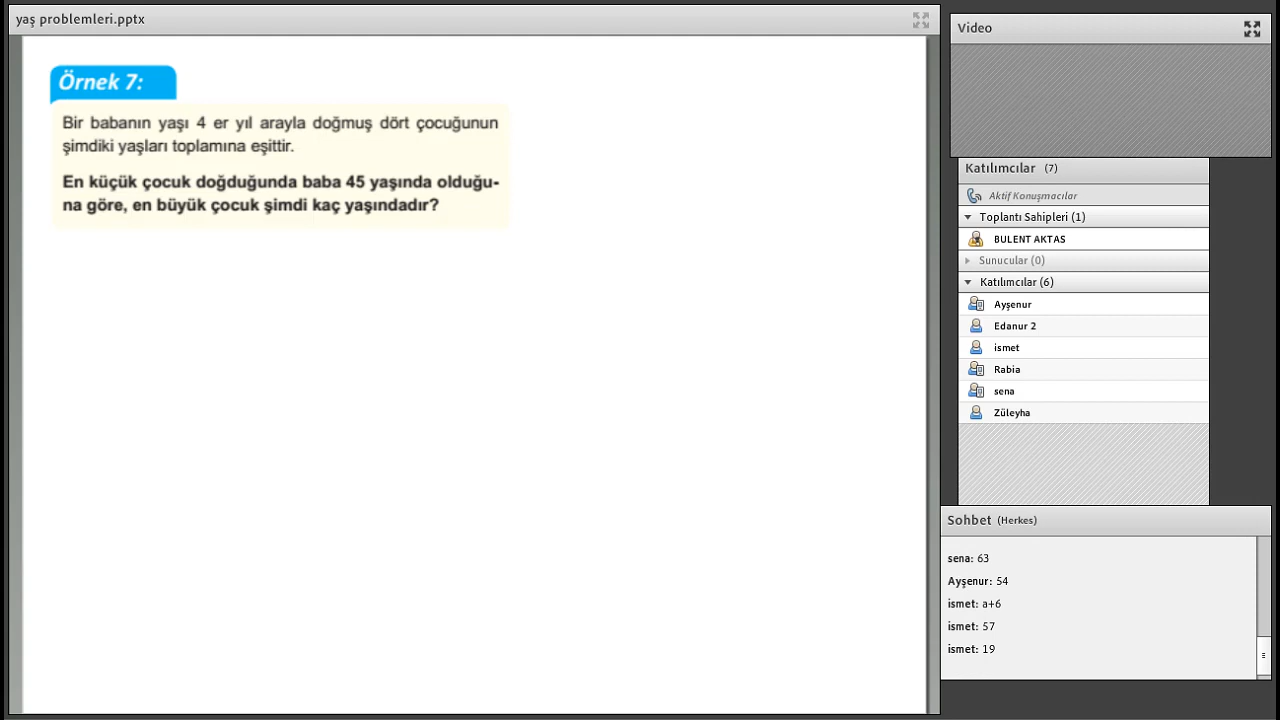 yaş problemleri.pptx
Örnek 7:
Bir babanın yaşı 4 er yıl arayla doğmuş dört çocuğunun
şimdiki yaşları toplamına eşittir.
En küçük çocuk doğduğunda baba 45 yaşında olduğu-
na göre, en büyük çocuk şimdi kaç yaşındadır?
Video
Katılımcılar (7)
Aktif Konuşmacılar
Toplantı Sahipleri (1)
BULENT AKTAS
Sunucular (0)
Katılımcılar (6)
Ayşenur
Edanur 2
ismet
Rabia
sena
Züleyha
Sohbet (Herkes)
sena: 63
Ayşenur: 54
ismet: a+6
ismet: 57
ismet: 19